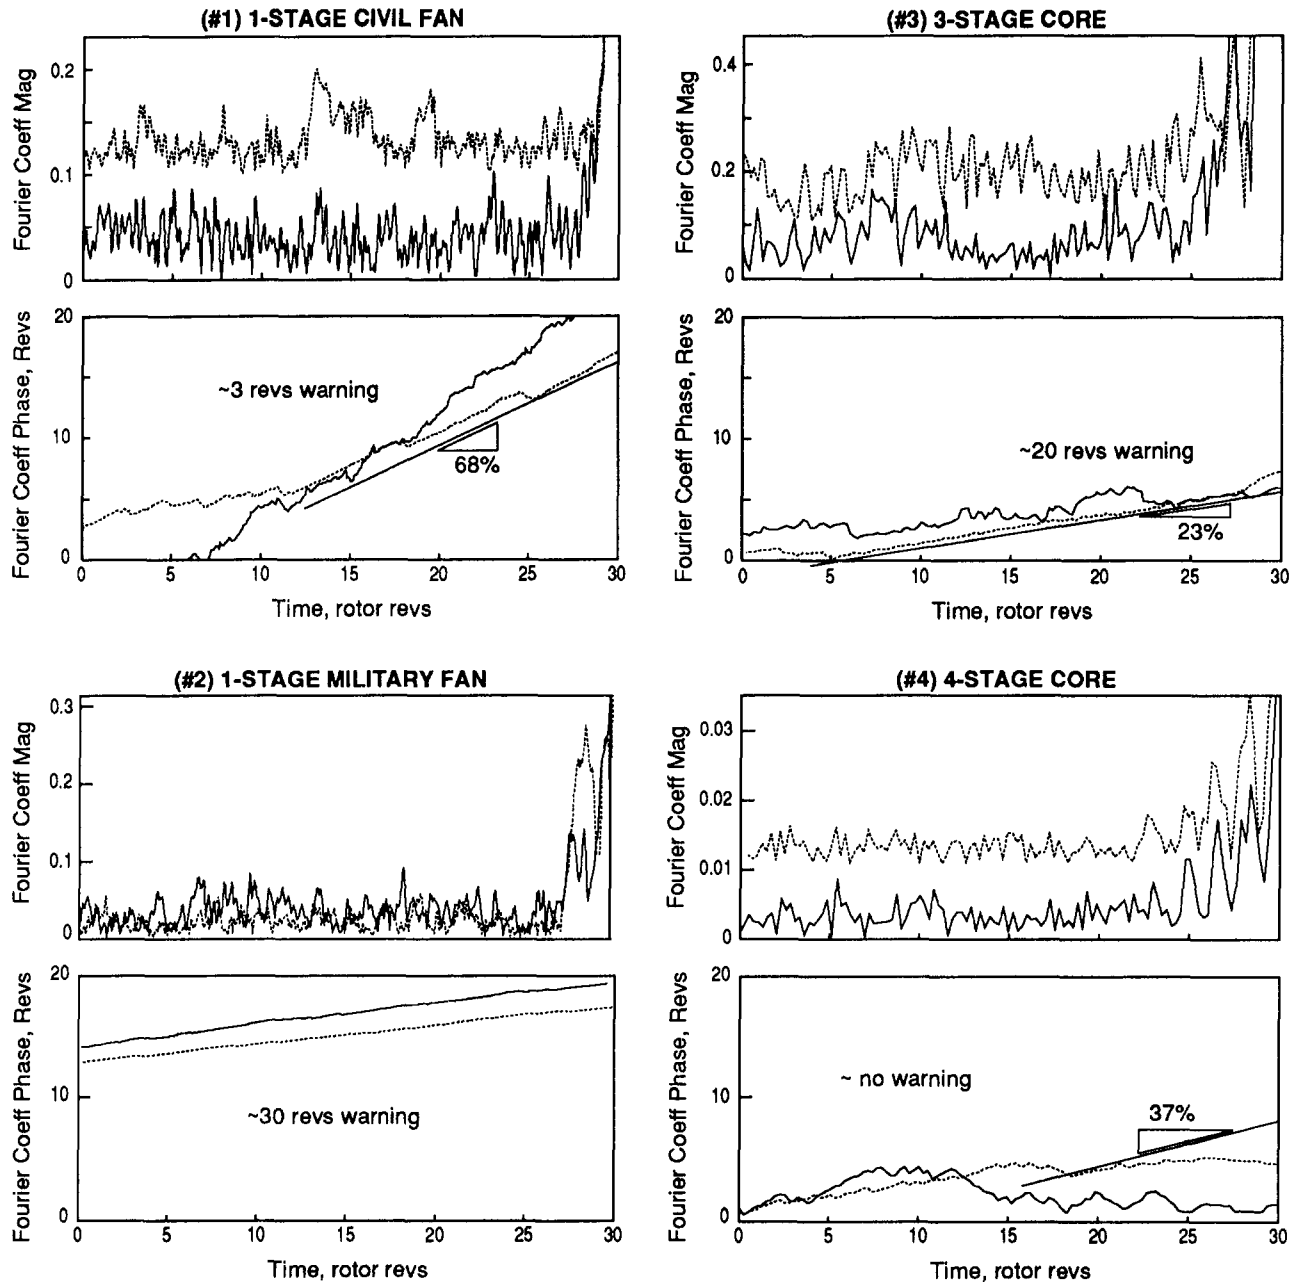 (#1) 1-STAGE CIVIL FAN
Fourier Coeff Mag
0.2
0.1
0
Fourier Coeff Phase, Revs
20
10
0
~3 revs warning
68%
0 5 10 15 20 25 30
Time, rotor revs
(#3) 3-STAGE CORE
Fourier Coeff Mag
0.4
0.2
0
Fourier Coeff Phase, Revs
20
10
0
~20 revs warning
23%
0 5 10 15 20 25 30
Time, rotor revs
(#2) 1-STAGE MILITARY FAN
Fourier Coeff Mag
0.3
0.2
0.1
0
Fourier Coeff Phase, Revs
20
10
0
~30 revs warning
0 5 10 15 20 25 30
Time, rotor revs
(#4) 4-STAGE CORE
Fourier Coeff Mag
0.03
0.02
0.01
0
Fourier Coeff Phase, Revs
20
10
0
~ no warning
37%
0 5 10 15 20 25 30
Time, rotor revs